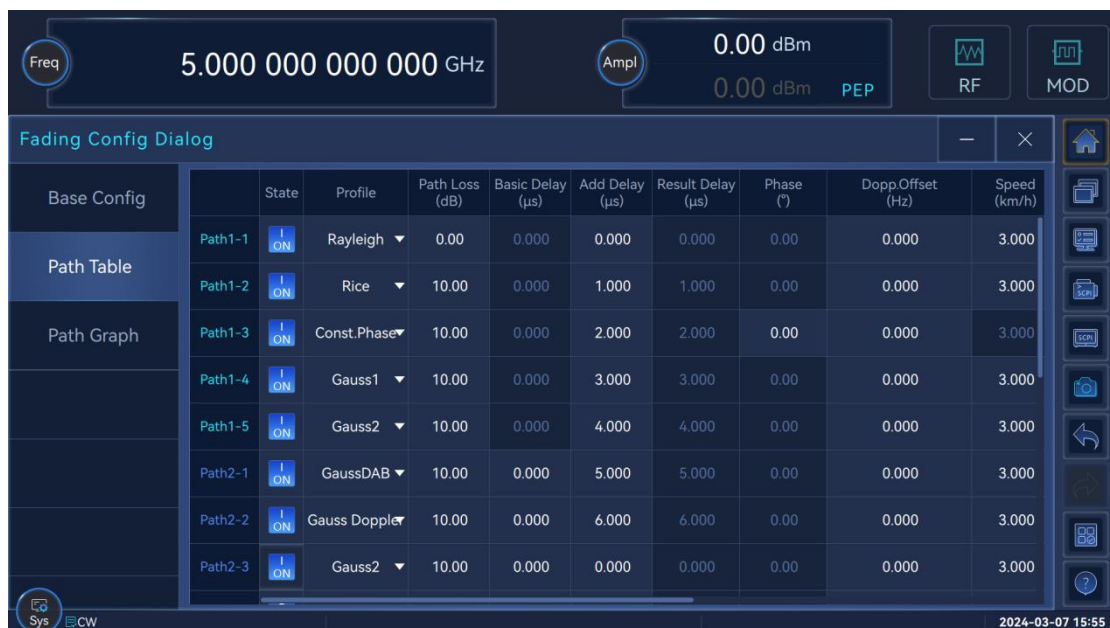 Freq
5.000 000 000 000 GHz
Ampl
0.00 dBm
0.00 dBm PEP
RF
MOD
Fading Config Dialog
Base Config
Path Table
Path Graph
State Profile Path Loss (dB) Basic Delay (µs) Add Delay (µs) Result Delay (µs) Phase (°) Dopp.Offset (Hz) Speed (km/h)
Path1-1 I ON Rayleigh 0.00 0.000 0.000 0.000 0.00 0.000 3.000
Path1-2 I ON Rice 10.00 0.000 1.000 1.000 0.00 0.000 3.000
Path1-3 I ON Const.Phase 10.00 0.000 2.000 2.000 0.00 0.000 3.000
Path1-4 I ON Gauss1 10.00 0.000 3.000 3.000 0.00 0.000 3.000
Path1-5 I ON Gauss2 10.00 0.000 4.000 4.000 0.00 0.000 3.000
Path2-1 I ON GaussDAB 10.00 0.000 5.000 5.000 0.00 0.000 3.000
Path2-2 I ON Gauss Doppler 10.00 0.000 6.000 6.000 0.00 0.000 3.000
Path2-3 I ON Gauss2 10.00 0.000 0.000 0.000 0.00 0.000 3.000
SCPI
SCPI
?
Sys
CW
2024-03-07 15:55